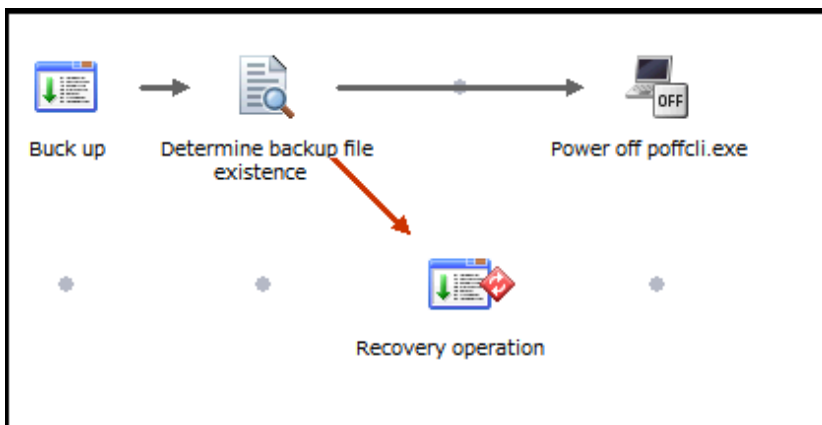 Buck up
Determine backup file
existence
OFF
Power off poffcli.exe
Recovery operation